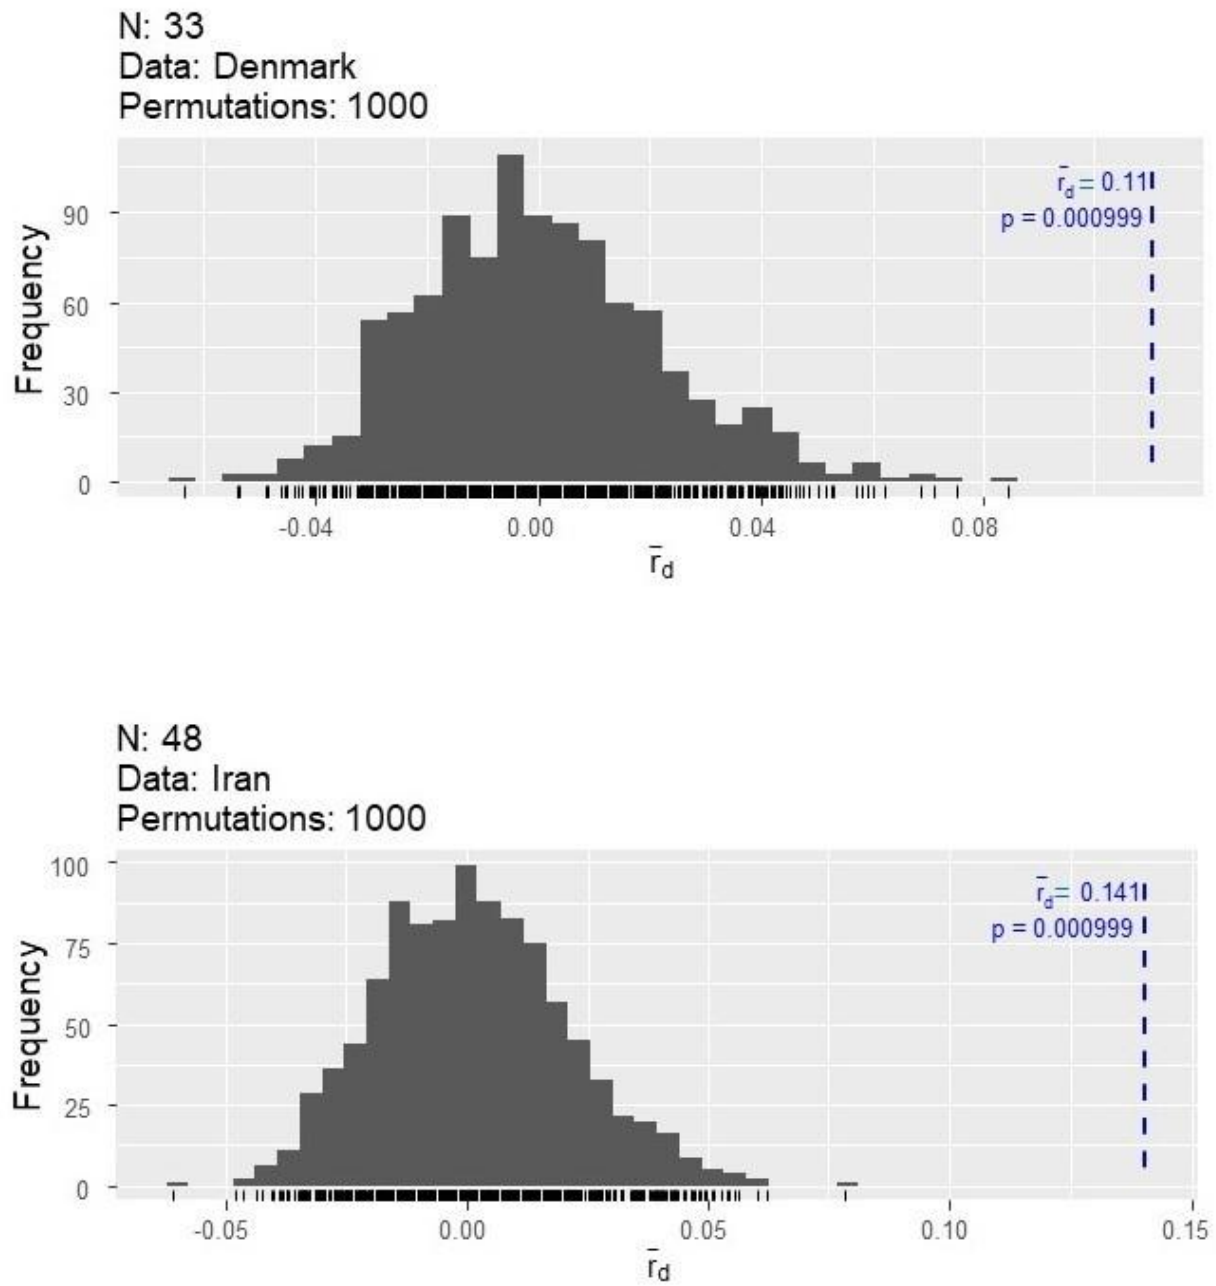 N: 33
Data: Denmark
Permutations: 1000
r̄d = 0.11
p = 0.000999
Frequency
90
60
30
0
-0.04 0.00 0.04 0.08
r̄d
N: 48
Data: Iran
Permutations: 1000
r̄d = 0.141
p = 0.000999
Frequency
100
75
50
25
0
-0.05 0.00 0.05 0.10 0.15
r̄d